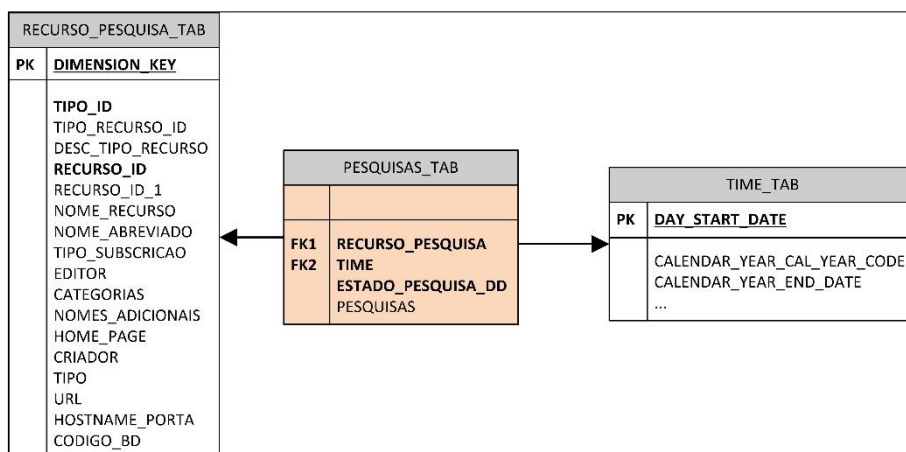 RECURSO_PESQUISA_TAB
PK DIMENSION_KEY
TIPO_ID
TIPO_RECURSO_ID
DESC_TIPO_RECURSO
RECURSO_ID
RECURSO_ID_1
NOME_RECURSO
NOME_ABREVIADO
TIPO_SUBSCRICAO
EDITOR
CATEGORIAS
NOMES_ADICIONAIS
HOME_PAGE
CRIADOR
TIPO
URL
HOSTNAME_PORTA
CODIGO_BD
PESQUISAS_TAB
FK1 RECURSO_PESQUISA
FK2 TIME
ESTADO_PESQUISA_DD
PESQUISAS
TIME_TAB
PK DAY_START_DATE
CALENDAR_YEAR_CAL_YEAR_CODE
CALENDAR_YEAR_END_DATE
...